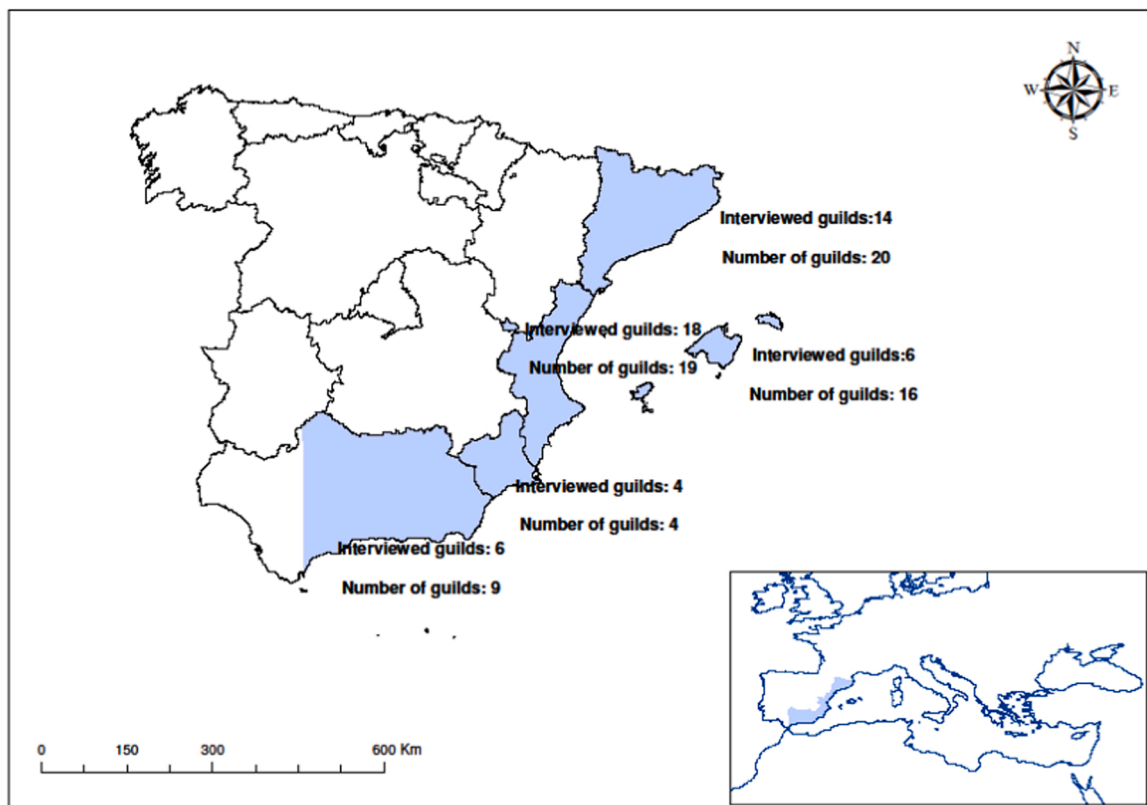 N
W E
S
Interviewed guilds:14
Number of guilds: 20
Interviewed guilds: 18
Number of guilds: 19
Interviewed guilds:6
Number of guilds: 16
Interviewed guilds: 4
Number of guilds: 4
Interviewed guilds: 6
Number of guilds: 9
0 150 300 600 Km